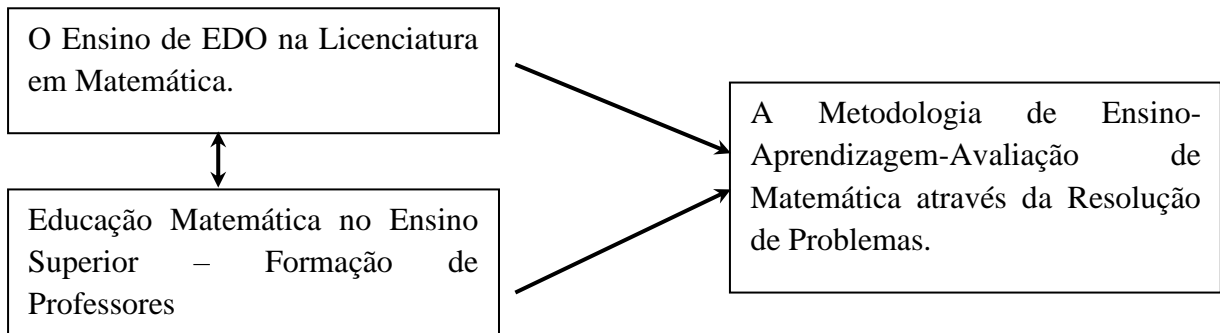 O Ensino de EDO na Licenciatura
em Matemática.
Educação Matemática no Ensino
Superior – Formação de
Professores
A Metodologia de Ensino-
Aprendizagem-Avaliação de
Matemática através da Resolução
de Problemas.